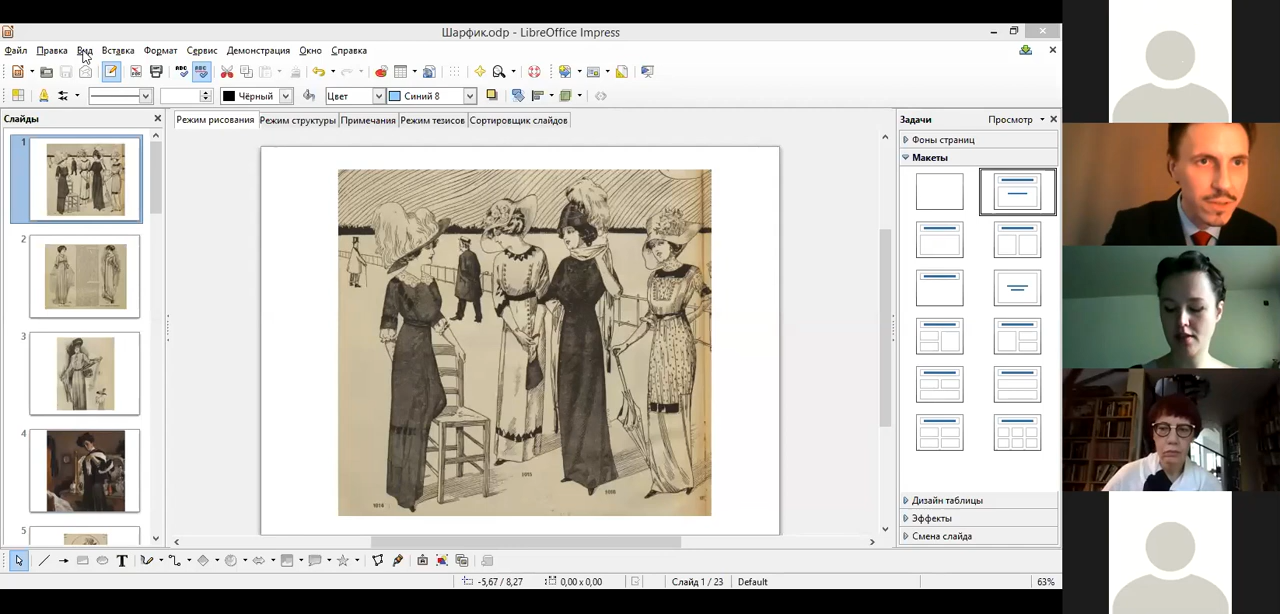 Шарфик.odp - LibreOffice Impress
Файл Правка Вид Вставка Формат Сервис Демонстрация Окно Справка
Чёрный Цвет Синий 8
Слайды Режим рисования Режим структуры Примечания Режим тезисов Сортировщик слайдов Задачи Просмотр
Фоны страниц
Макеты
1
2
3
4
5
1014
1015
Дизайн таблицы
Эффекты
Смена слайда
-5,67 / 8,27 0,00 x 0,00 Слайд 1 / 23 Default 63%